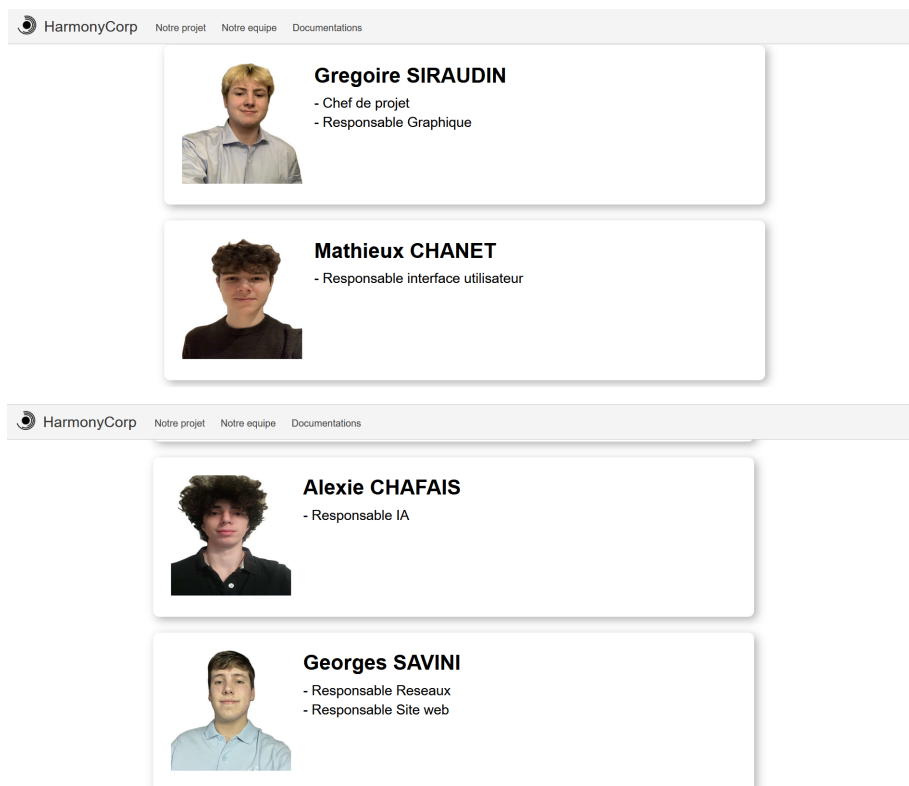 HarmonyCorp Notre projet Notre equipe Documentations
Gregoire SIRAUDIN
- Chef de projet
- Responsable Graphique
Mathieux CHANET
- Responsable interface utilisateur
HarmonyCorp Notre projet Notre equipe Documentations
Alexie CHAFAIS
- Responsable IA
Georges SAVINI
- Responsable Reseaux
- Responsable Site web